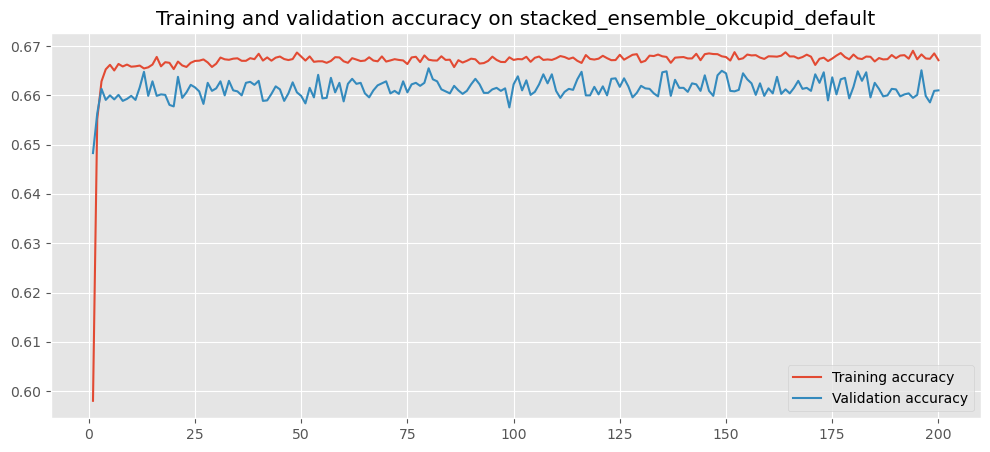 Training and validation accuracy on stacked_ensemble_okcupid_default
0.67
0.66
0.65
0.64
0.63
0.62
0.61
0.60
Training accuracy
Validation accuracy
0 25 50 75 100 125 150 175 200